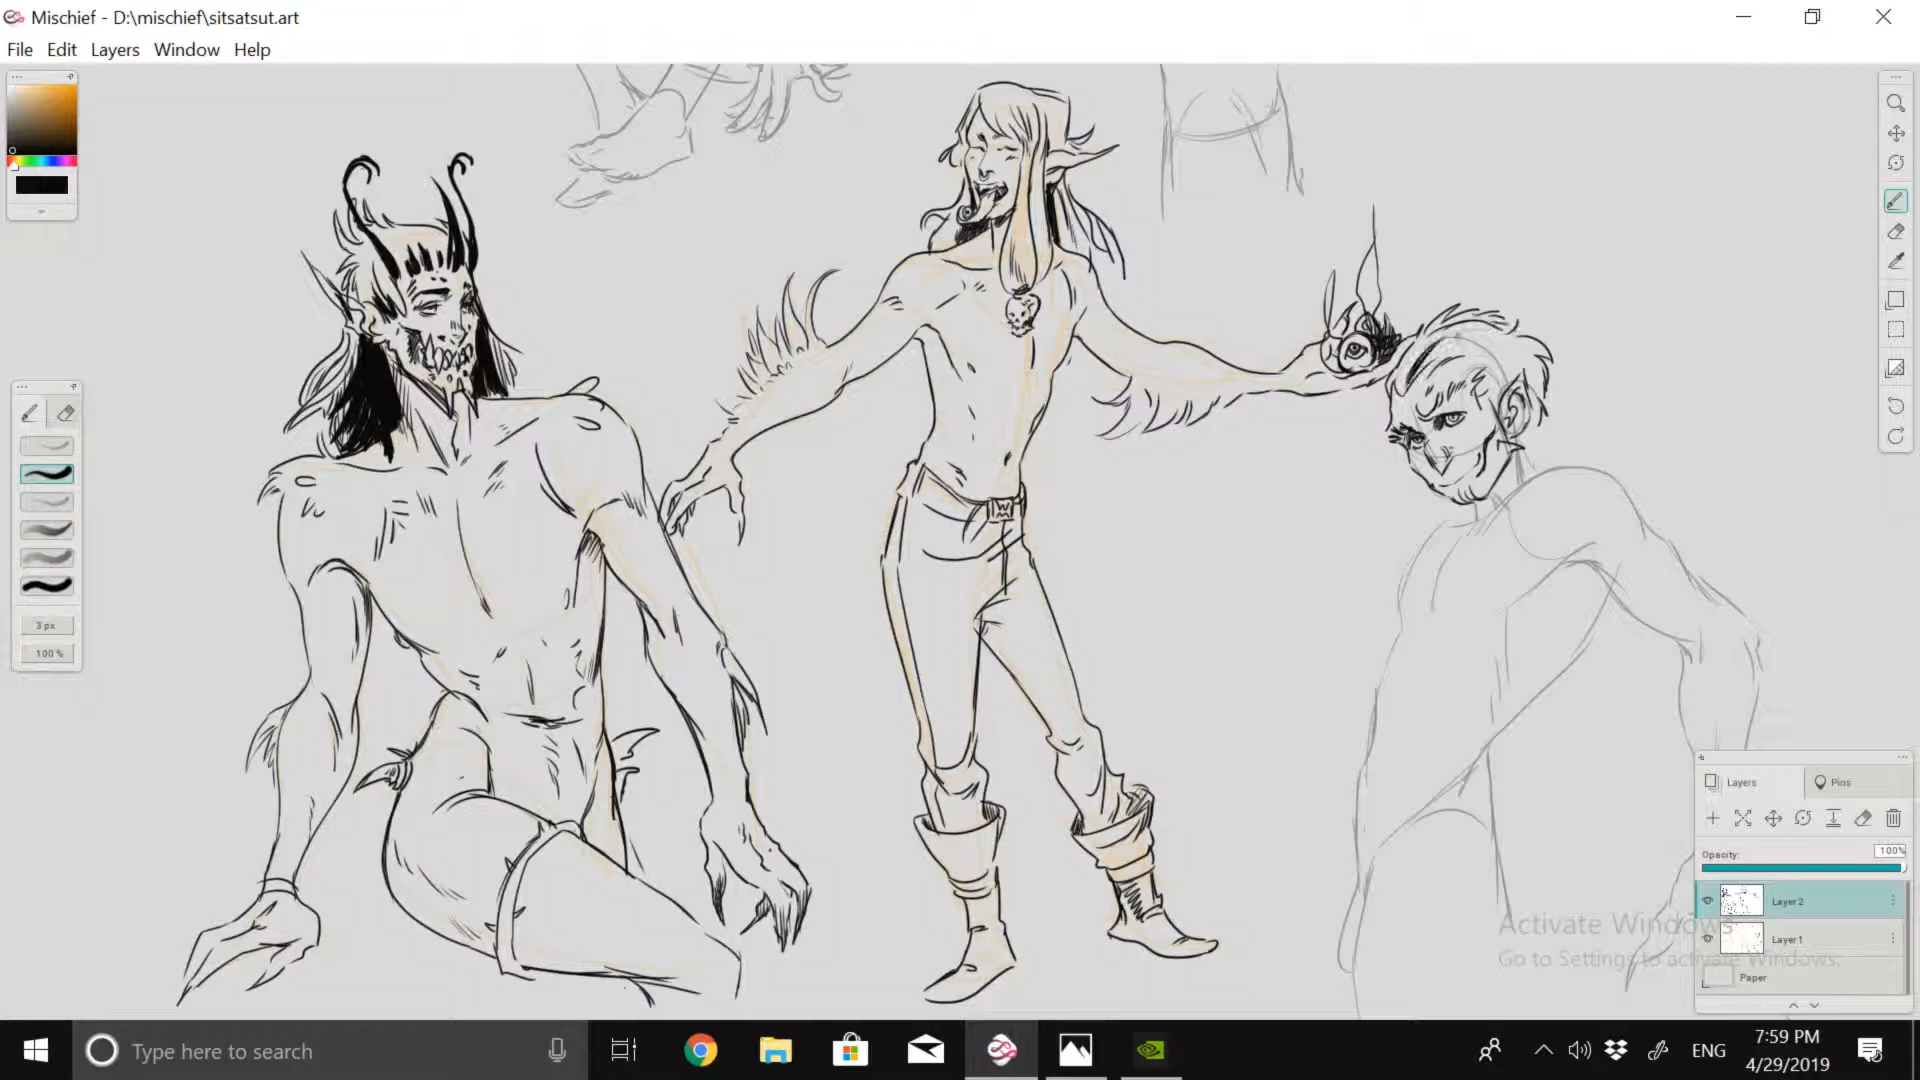 Mischief - D:\mischief\sitsatsut.art
File Edit Layers Window Help
3 px
100 %
Layers
Pins
Opacity:
100%
Layer 2
Layer 1
Paper
Activate Windows
Go to Settings to activate Windows.
Type here to search
ENG
7:59 PM
4/29/2019